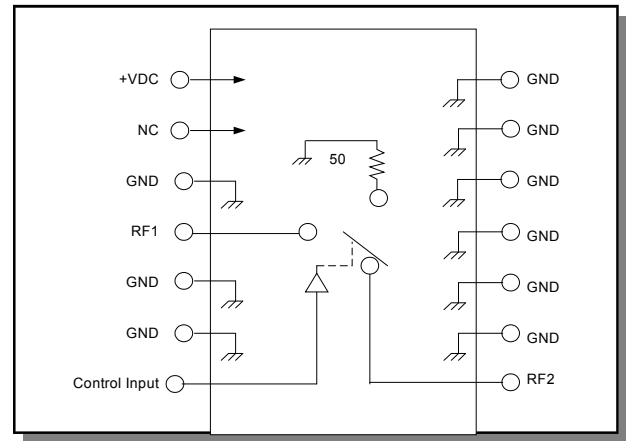 +VDC
NC
GND
RF1
GND
GND
Control Input
50
GND
GND
GND
GND
GND
GND
RF2